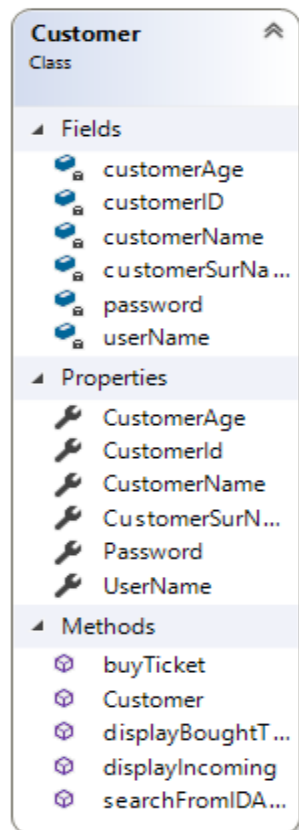 Customer
Class
Fields
customerAge
customerID
customerName
customerSurNa...
password
userName
Properties
CustomerAge
CustomerId
CustomerName
CustomerSurN...
Password
UserName
Methods
buyTicket
Customer
displayBoughtT...
displayIncoming
searchFromIDA...